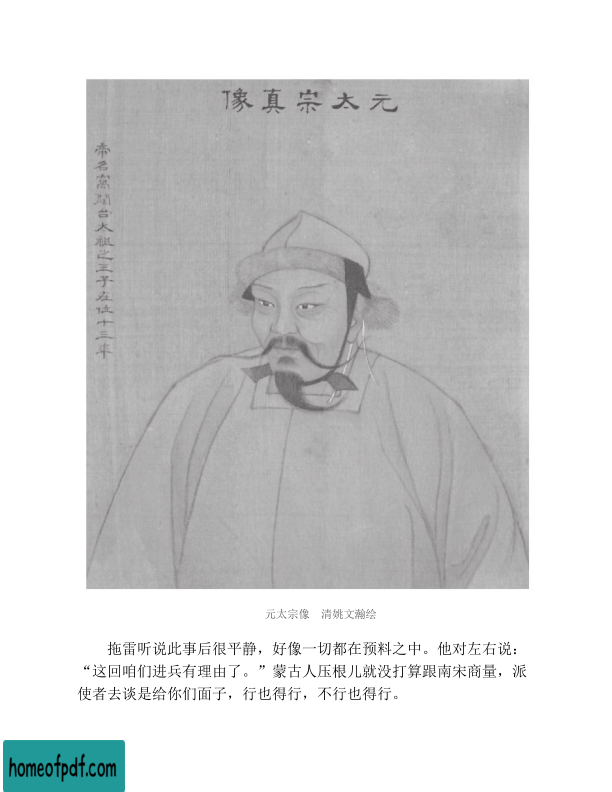 元太宗真像
帝名窩闊台太祖之三子在位十三年
元太宗像　清姚文瀚绘
拖雷听说此事后很平静，好像一切都在预料之中。他对左右说：
“这回咱们进兵有理由了。”蒙古人压根儿就没打算跟南宋商量，派
使者去谈是给你们面子，行也得行，不行也得行。
homeofpdf.com